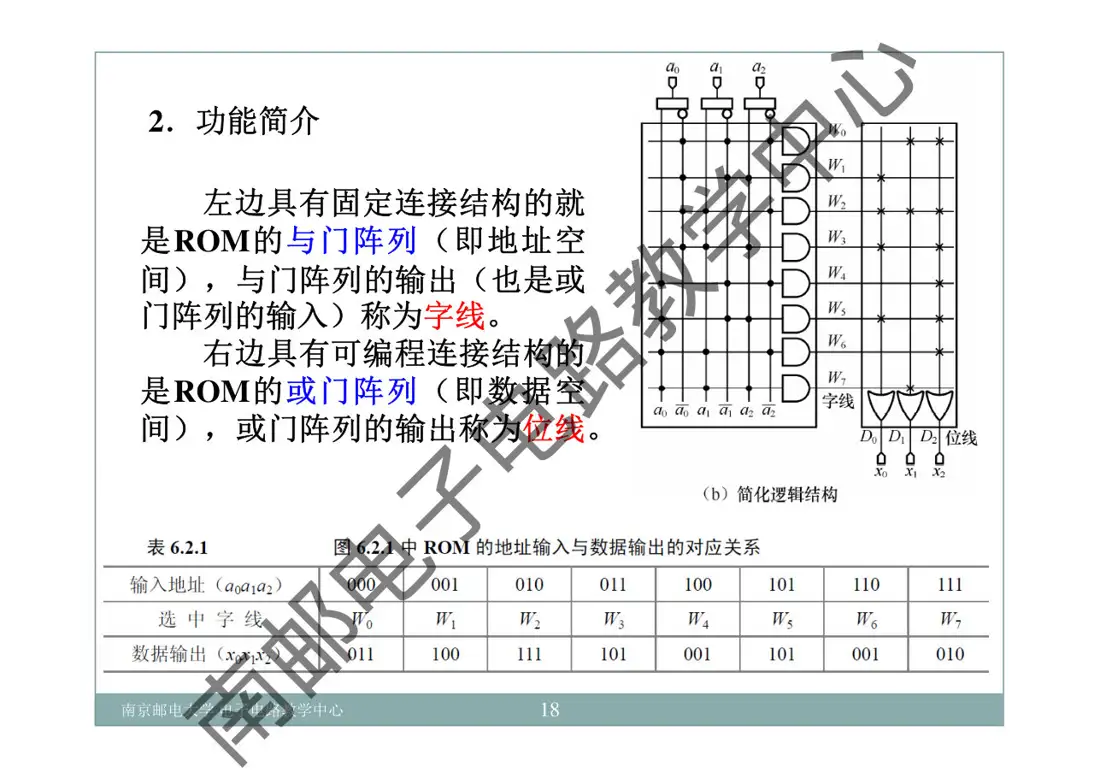 2. 功能简介
左边具有固定连接结构的就
是ROM的与门阵列（即地址空
间），与门阵列的输出（也是或
门阵列的输入）称为字线。
右边具有可编程连接结构的
是ROM的或门阵列（即数据空
间），或门阵列的输出称为位线。
a₀ a₁ a₂
W₀
W₁
W₂
W₃
W₄
W₅
W₆
W₇
字线
a₀ a̅₀ a₁ a̅₁ a₂ a̅₂
D₀ D₁ D₂ 位线
x₀ x₁ x₂
（b）简化逻辑结构
表 6.2.1 图 6.2.1 中 ROM 的地址输入与数据输出的对应关系
输入地址（a₀a₁a₂） 000 001 010 011 100 101 110 111
选中字线 W₀ W₁ W₂ W₃ W₄ W₅ W₆ W₇
数据输出（x₀x₁x₂） 011 100 111 101 001 101 001 010
南京邮电大学 电子电路教学中心 18
南邮电子电路教学中心